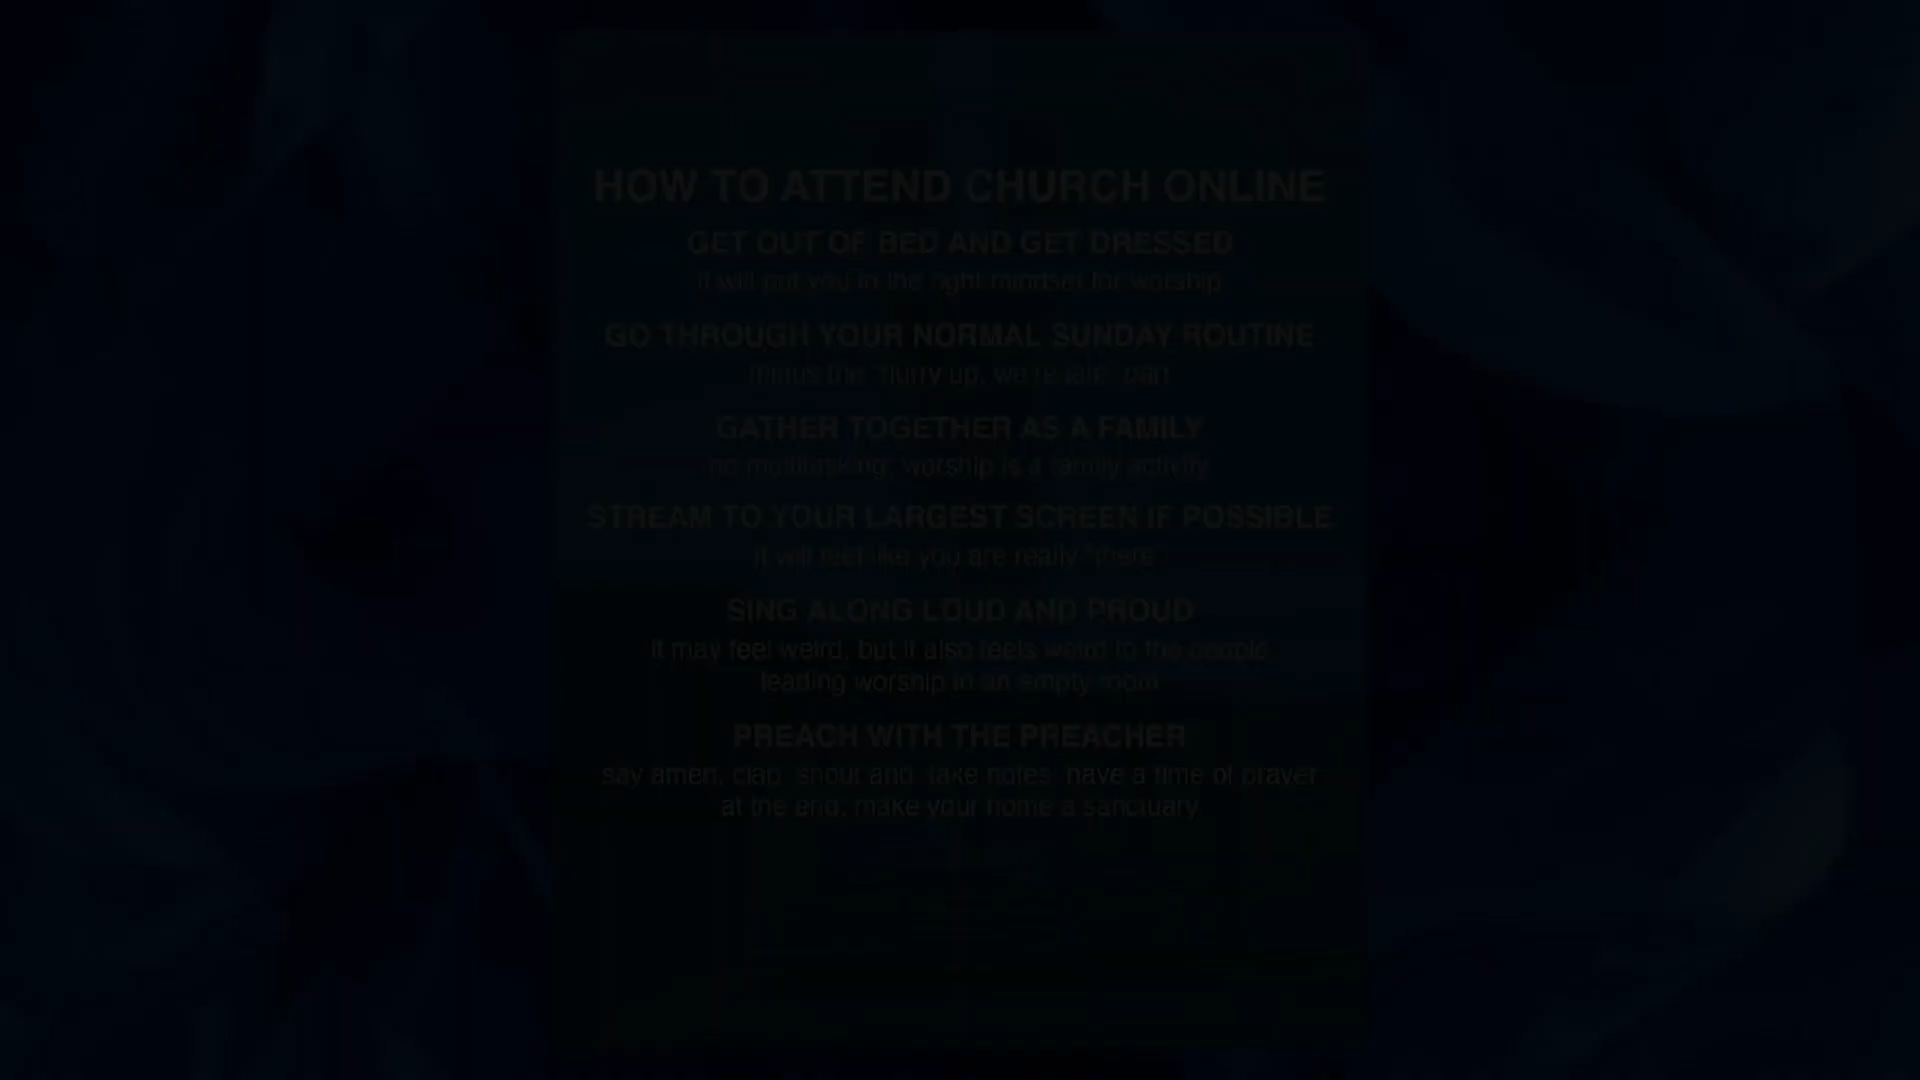 HOW TO ATTEND CHURCH ONLINE
GET OUT OF BED AND GET DRESSED
it will put you in the right mindset for worship
GO THROUGH YOUR NORMAL SUNDAY ROUTINE
minus the "hurry up, we're late" part
GATHER TOGETHER AS A FAMILY
no multitasking, worship is a family activity
STREAM TO YOUR LARGEST SCREEN IF POSSIBLE
it will feel like you are really "there"
SING ALONG LOUD AND PROUD
it may feel weird, but it also feels weird to the people
leading worship in an empty room
PREACH WITH THE PREACHER
say amen, clap, shout and take notes; have a time of prayer
at the end; make your home a sanctuary